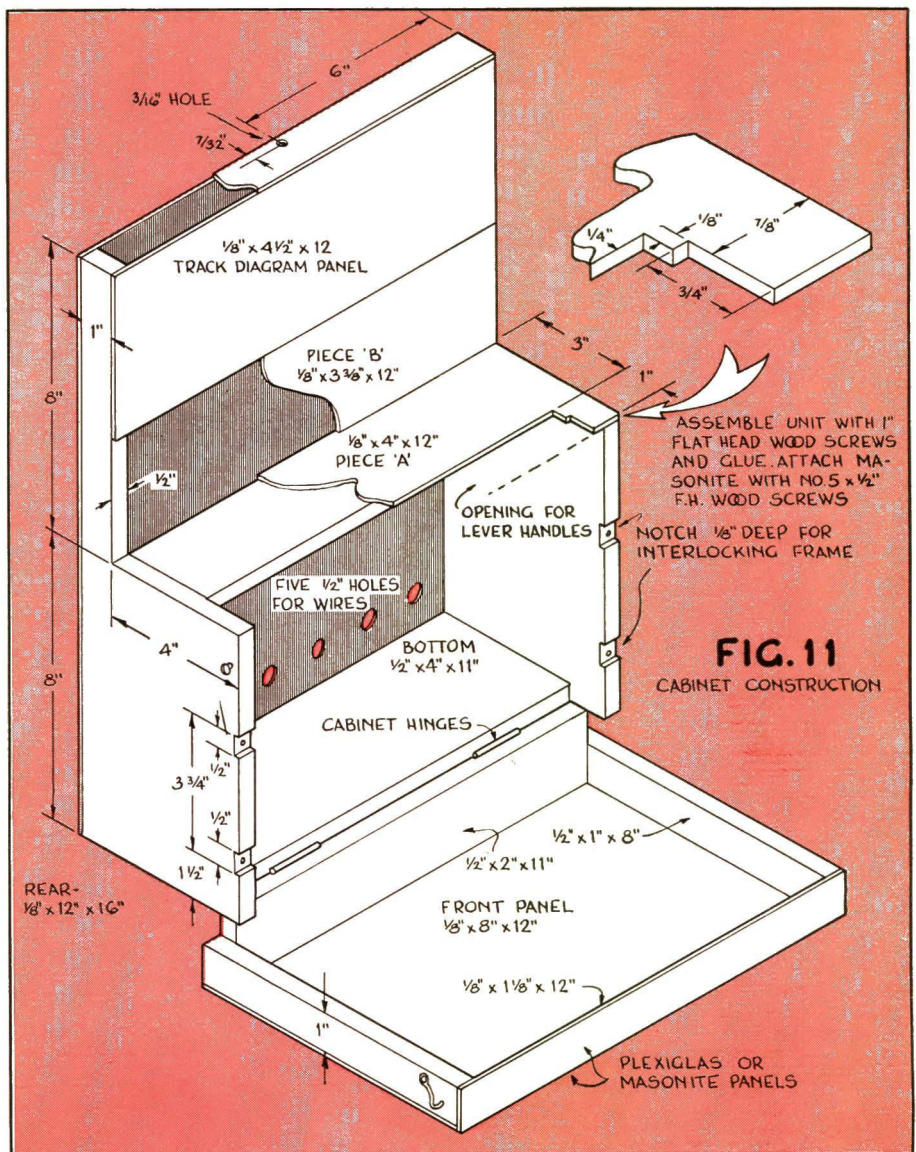 6"
3/16" HOLE
7/32"
1/8" x 4 1/2" x 12
TRACK DIAGRAM PANEL
1/4"
1/8"
7/8"
3/4"
1"
8"
PIECE 'B'
1/8" x 3 3/8" x 12"
3"
1"
1/8" x 4" x 12"
PIECE 'A'
1/2"
ASSEMBLE UNIT WITH 1"
FLAT HEAD WOOD SCREWS
AND GLUE. ATTACH MA-
SONITE WITH NO. 5 x 1/2"
F.H. WOOD SCREWS
OPENING FOR
LEVER HANDLES
NOTCH 1/8" DEEP FOR
INTERLOCKING FRAME
FIVE 1/2" HOLES
FOR WIRES
BOTTOM
1/2" x 4" x 11"
4"
8"
FIG. 11
CABINET CONSTRUCTION
CABINET HINGES
1/2"
3 3/4"
1/2"
1 1/2"
1/2" x 2" x 11"
1/2" x 1" x 8"
REAR-
1/8" x 12" x 16"
FRONT PANEL
1/8" x 8" x 12"
1/8" x 1 1/8" x 12"
1"
PLEXIGLAS OR
MASONITE PANELS